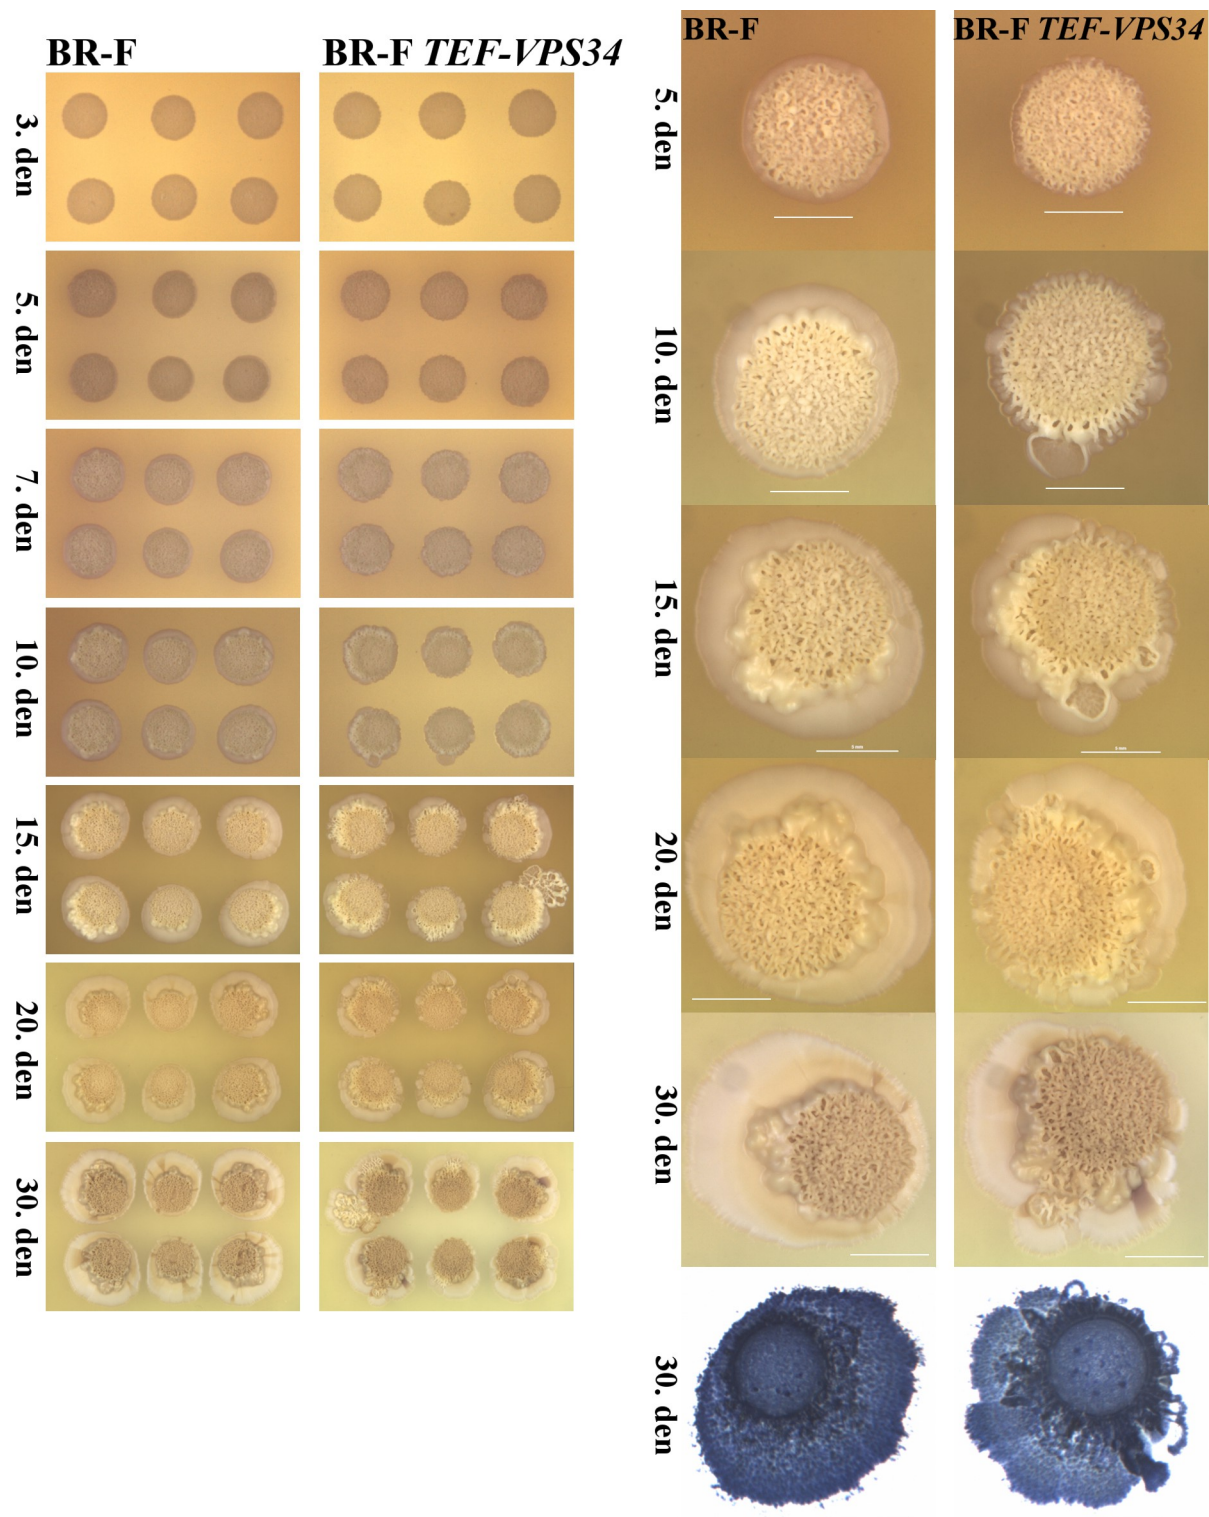 BR-F
BR-F TEF-VPS34
3. den
5. den
7. den
10. den
15. den
20. den
30. den
BR-F
BR-F TEF-VPS34
5. den
10. den
15. den
20. den
30. den
30. den